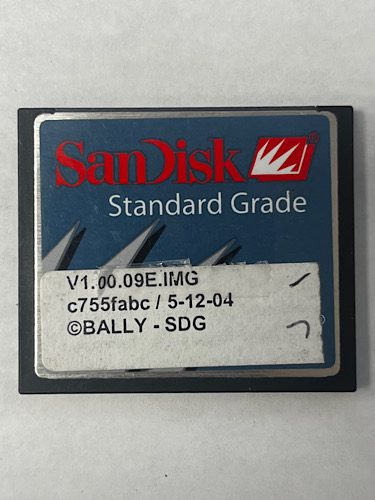 SanDisk
Standard Grade
V1.00.09E.IMG
c755fabc / 5-12-04
©BALLY - SDG